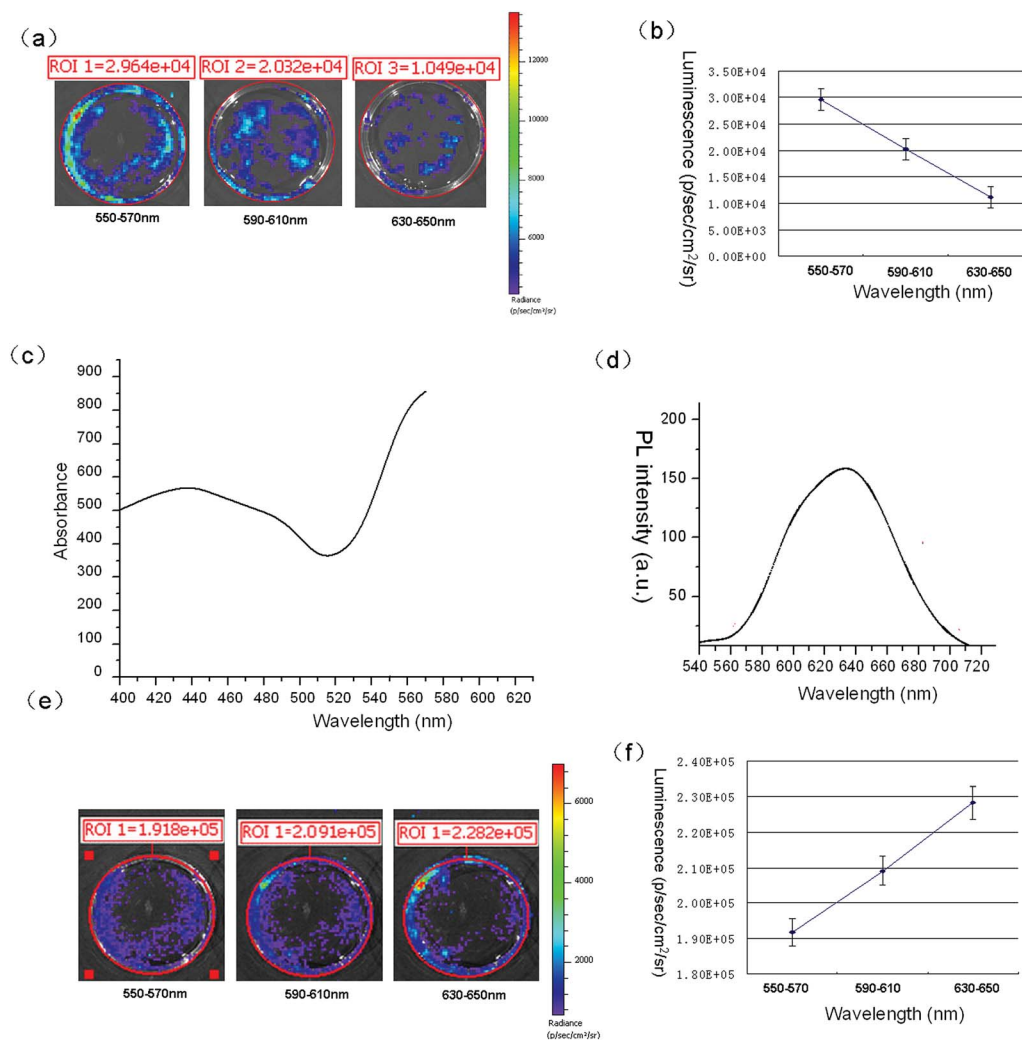 (a)
ROI 1=2.964e+04 ROI 2=2.032e+04 ROI 3=1.049e+04
550-570nm 590-610nm 630-650nm
12000
10000
8000
6000
Radiance
(p/sec/cm²/sr)
(b)
Luminescence (p/sec/cm²/sr)
3.50E+04
3.00E+04
2.50E+04
2.00E+04
1.50E+04
1.00E+04
5.00E+03
0.00E+00
550-570 590-610 630-650
Wavelength (nm)
(c)
Absorbance
900
800
700
600
500
400
300
200
100
0
400 420 440 460 480 500 520 540 560 580 600 620
Wavelength (nm)
(d)
PL intensity (a.u.)
200
150
100
50
540 560 580 600 620 640 660 680 700 720
Wavelength (nm)
(e)
ROI 1=1.918e+05 ROI 1=2.091e+05 ROI 1=2.282e+05
550-570nm 590-610nm 630-650nm
6000
4000
2000
Radiance
(p/sec/cm²/sr)
(f)
Luminescence (p/sec/cm²/sr)
2.40E+05
2.30E+05
2.20E+05
2.10E+05
2.00E+05
1.90E+05
1.80E+05
550-570 590-610 630-650
Wavelength (nm)